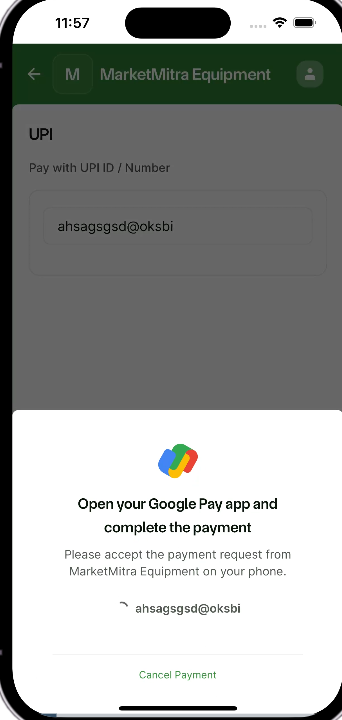 11:57
M MarketMitra Equipment
UPI
Pay with UPI ID / Number
ahsagsgsd@oksbi
Open your Google Pay app and
complete the payment
Please accept the payment request from
MarketMitra Equipment on your phone.
ahsagsgsd@oksbi
Cancel Payment